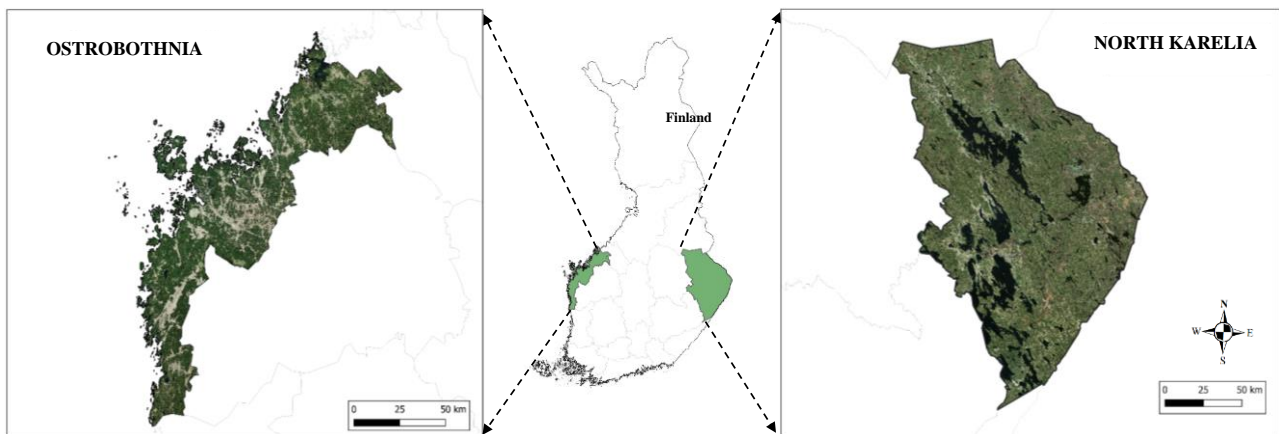 OSTROBOTHNIA
NORTH KARELIA
Finland
N
W E
S
0 25 50 km
0 25 50 km